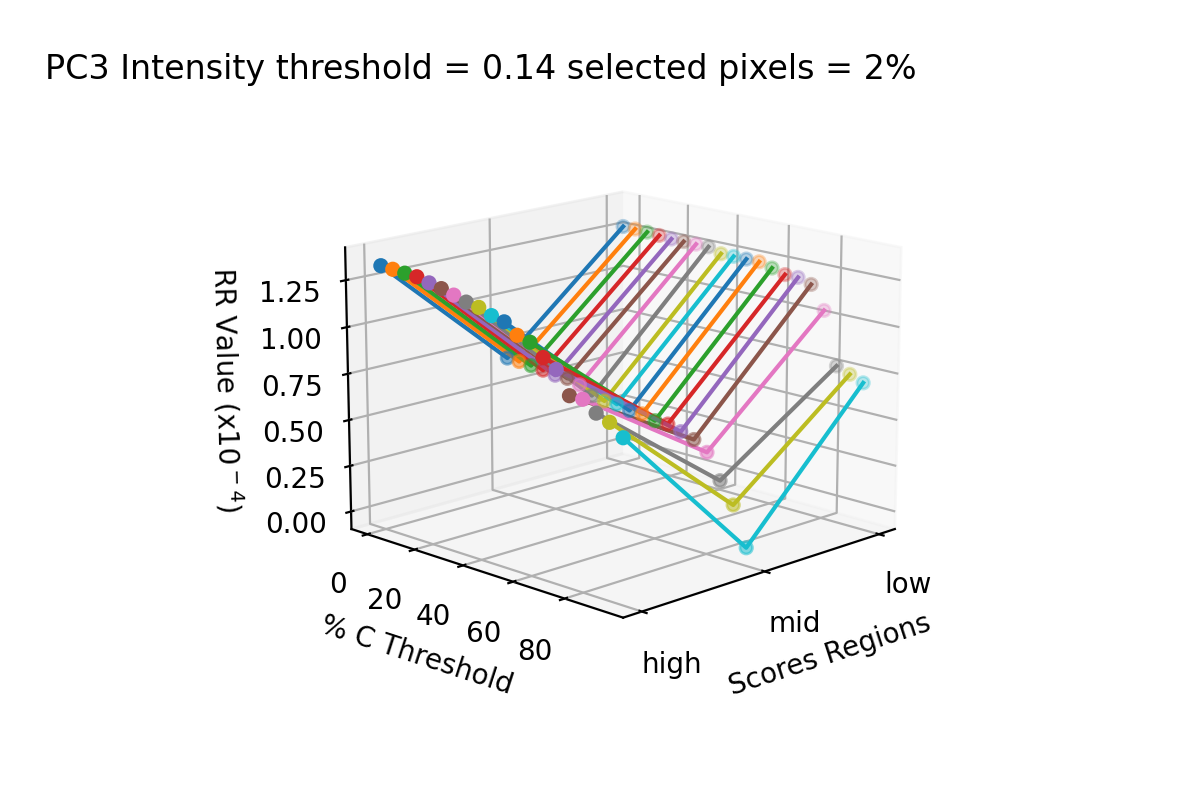 PC3 Intensity threshold = 0.14 selected pixels = 2%
RR Value (x10⁻⁴)
1.25
1.00
0.75
0.50
0.25
0.00
0
20
40
60
80
% C Threshold
high
mid
low
Scores Regions